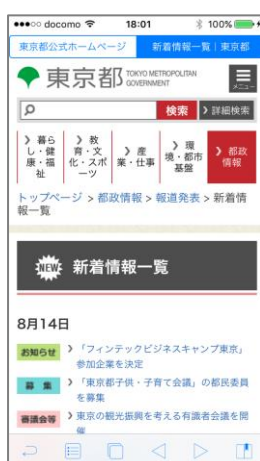 docomo 18:01 100%
東京都公式ホームページ 新着情報一覧｜東京都
東京都 TOKYO METROPOLITAN
GOVERNMENT
メニュー
検索 》詳細検索
》暮ら
し・健
康・福
祉
》教
育・文
化・スポ
ーツ
》産
業・仕事
》環
境・都市
基盤
》都政
情報
トップページ > 都政情報 > 報道発表 > 新着情
報一覧
NEW 新着情報一覧
8月14日
お知らせ 》「フィンテックビジネスキャンプ東京」
参加企業を決定
募 集 》「東京都子供・子育て会議」の都民委員
を募集
審議会等 》東京の観光振興を考える有識者会議を開
催